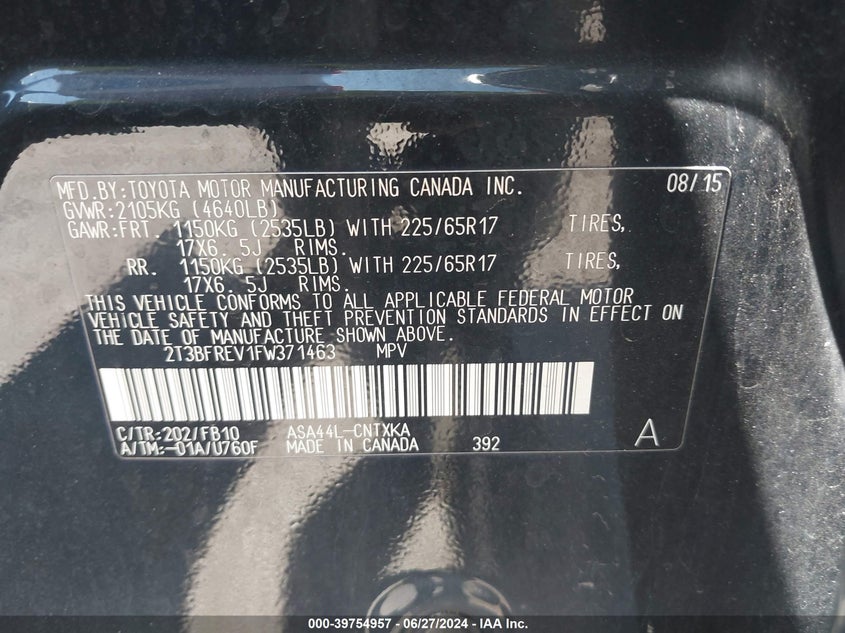 MFD.BY:TOYOTA MOTOR MANUFACTURING CANADA INC. 08/15
GVWR:2105KG (4640LB)
GAWR:FRT. 1150KG (2535LB) WITH 225/65R17 TIRES,
17X6. 5J RIMS.
RR. 1150KG (2535LB) WITH 225/65R17 TIRES,
17X6. 5J RIMS.
THIS VEHICLE CONFORMS TO ALL APPLICABLE FEDERAL MOTOR
VEHICLE SAFETY AND THEFT PREVENTION STANDARDS IN EFFECT ON
THE DATE OF MANUFACTURE SHOWN ABOVE.
2T3BFREV1FW371463 MPV
C/TR:202/FB10 ASA44L-CNTXKA
A/TM:-01A/U760F MADE IN CANADA 392 A
000-39754957 - 06/27/2024 - IAA Inc.